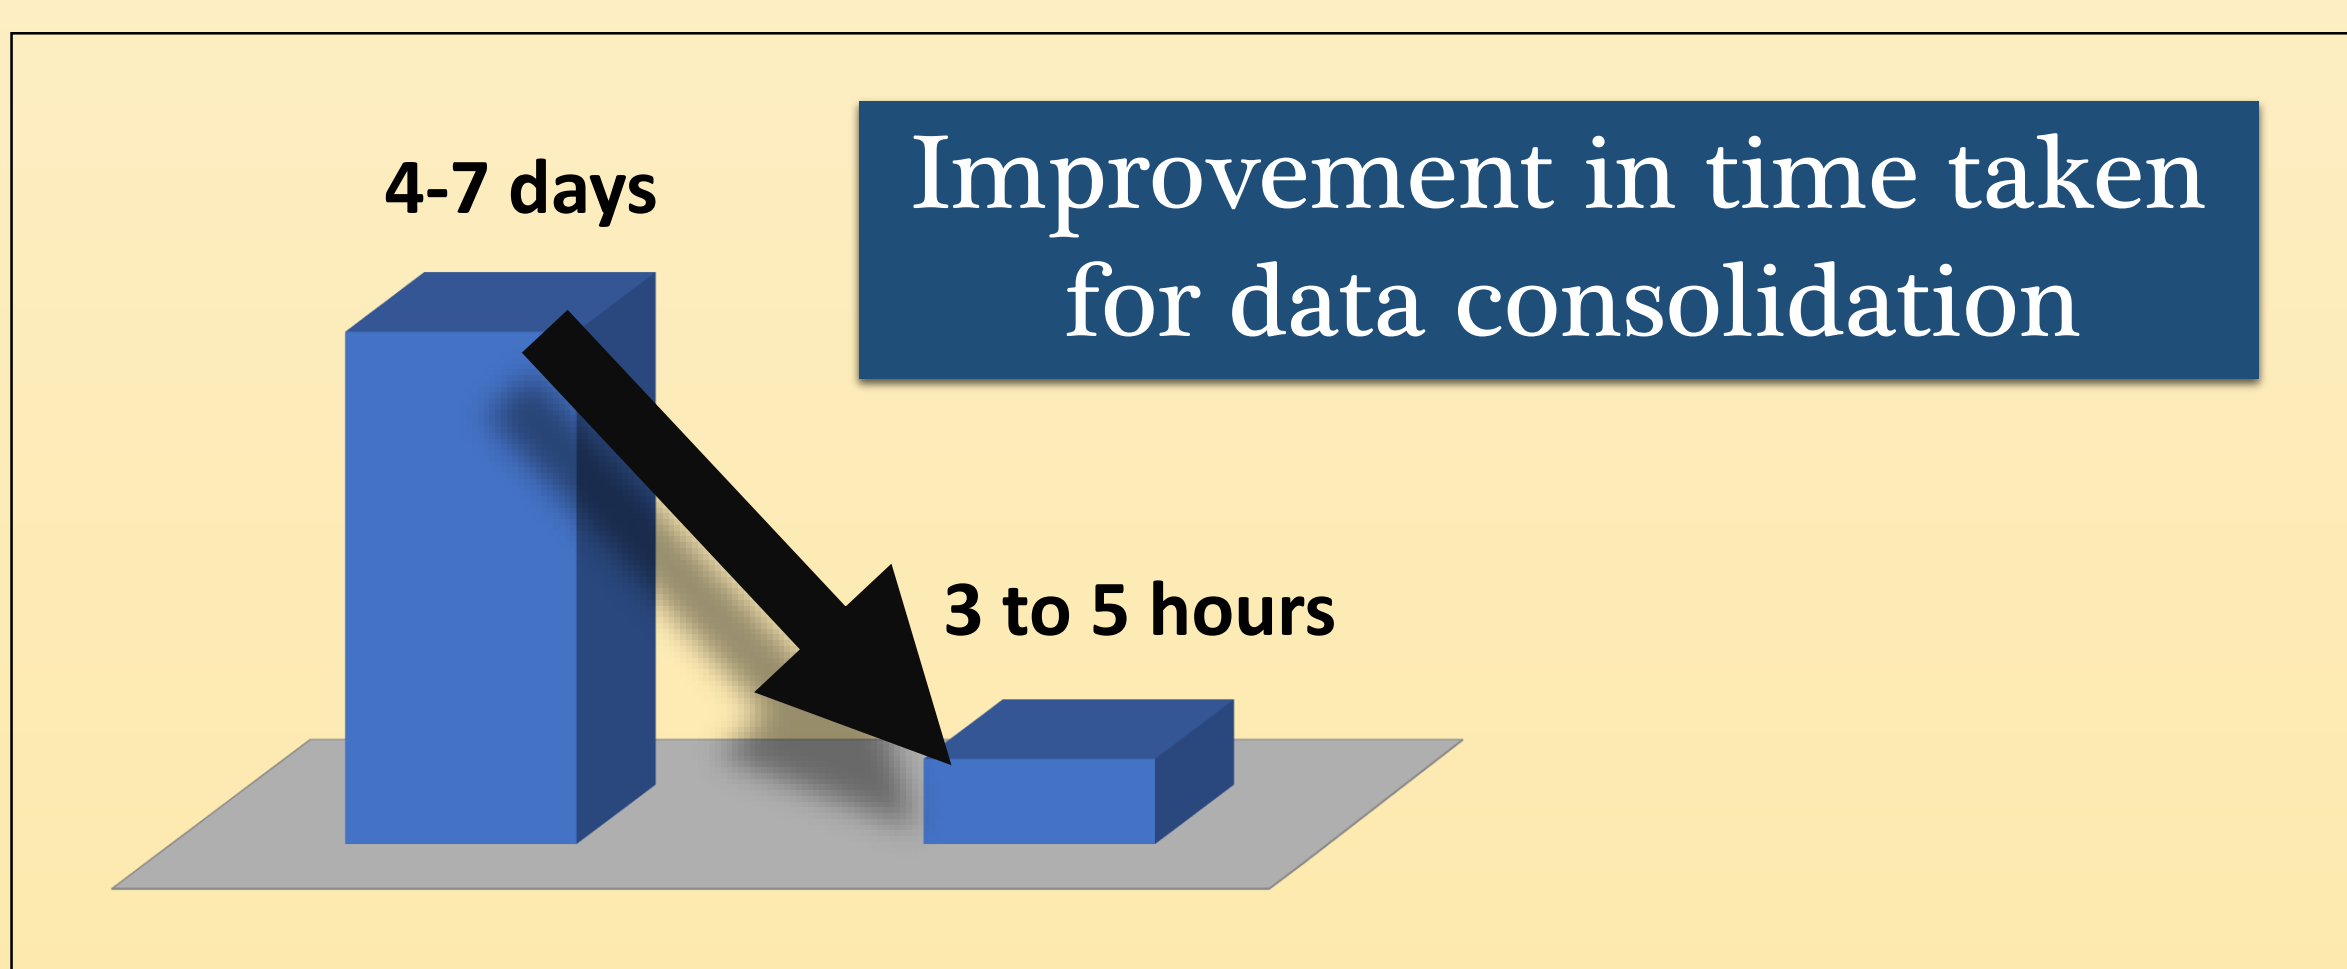 Improvement in time taken
for data consolidation
4-7 days
3 to 5 hours